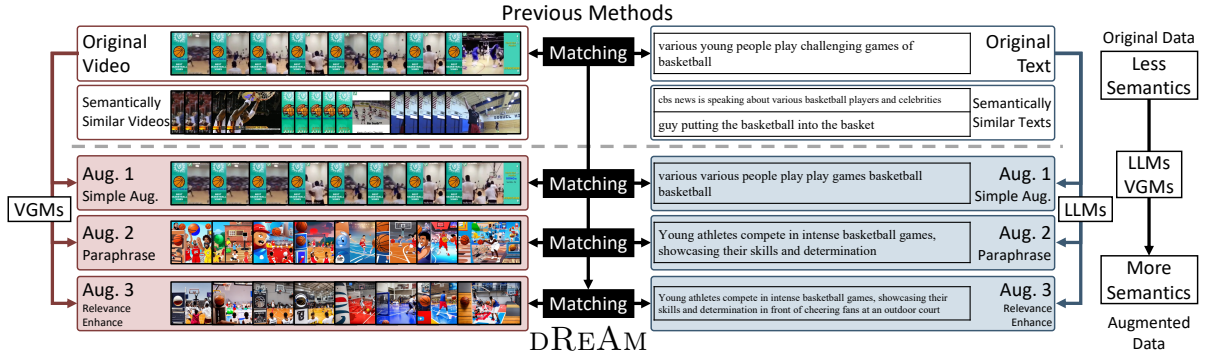 Previous Methods
Original
Video
Matching
various young people play challenging games of
basketball
Original
Text
Original Data
Less
Semantics
Semantically
Similar Videos
cbs news is speaking about various basketball players and celebrities
guy putting the basketball into the basket
Semantically
Similar Texts
Aug. 1
Simple Aug.
Matching
various various people play play games basketball
basketball
Aug. 1
Simple Aug.
LLMs
VGMs
VGMs
LLMs
Aug. 2
Paraphrase
Matching
Young athletes compete in intense basketball games,
showcasing their skills and determination
Aug. 2
Paraphrase
Aug. 3
Relevance
Enhance
Matching
Young athletes compete in intense basketball games, showcasing their
skills and determination in front of cheering fans at an outdoor court
Aug. 3
Relevance
Enhance
More
Semantics
Augmented
Data
DREAM